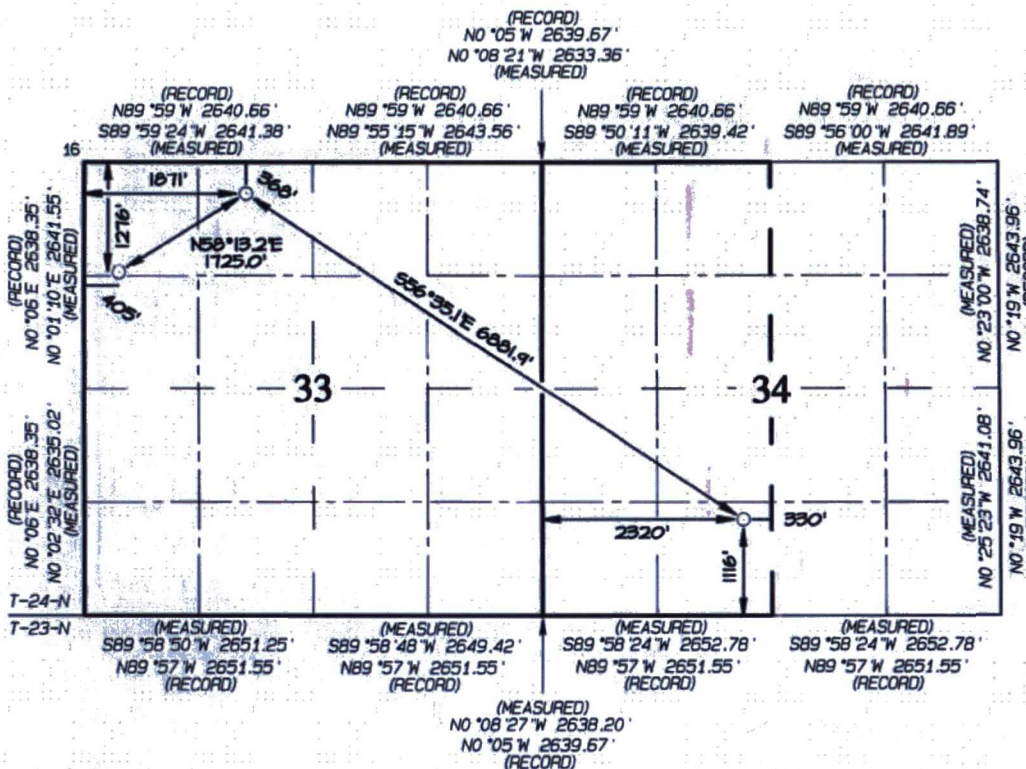 (RECORD)
N0°05'W 2639.67'
N0°08'21"W 2633.36'
(MEASURED)
(RECORD)
N89°59'W 2640.66'
S89°59'24"W 2641.38'
(MEASURED)
(RECORD)
N89°59'W 2640.66'
N89°55'15"W 2643.56'
(MEASURED)
(RECORD)
N89°59'W 2640.66'
S89°50'11"W 2639.42'
(MEASURED)
(RECORD)
N89°59'W 2640.66'
S89°56'00"W 2641.89'
(MEASURED)
16
1871'
368'
1276'
N58°13.2'E
1725.0'
405'
S56°35.1'E 6881.9'
(RECORD)
N0°06'E 2638.35'
N0°01'10"E 2641.55'
(MEASURED)
N0°23'00"W 2638.74'
(MEASURED)
N0°19'W 2643.96'
33
34
(RECORD)
N0°06'E 2638.35'
N0°02'32"E 2635.02'
(MEASURED)
2320'
330'
1116'
N0°25'23"W 2641.08'
(MEASURED)
N0°19'W 2643.96'
T-24-N
T-23-N
(MEASURED)
S89°58'50"W 2651.25'
N89°57'W 2651.55'
(RECORD)
(MEASURED)
S89°58'48"W 2649.42'
N89°57'W 2651.55'
(RECORD)
(MEASURED)
S89°58'24"W 2652.78'
N89°57'W 2651.55'
(RECORD)
(MEASURED)
S89°58'24"W 2652.78'
N89°57'W 2651.55'
(RECORD)
(MEASURED)
N0°08'27"W 2638.20'
N0°05'W 2639.67'
(RECORD)